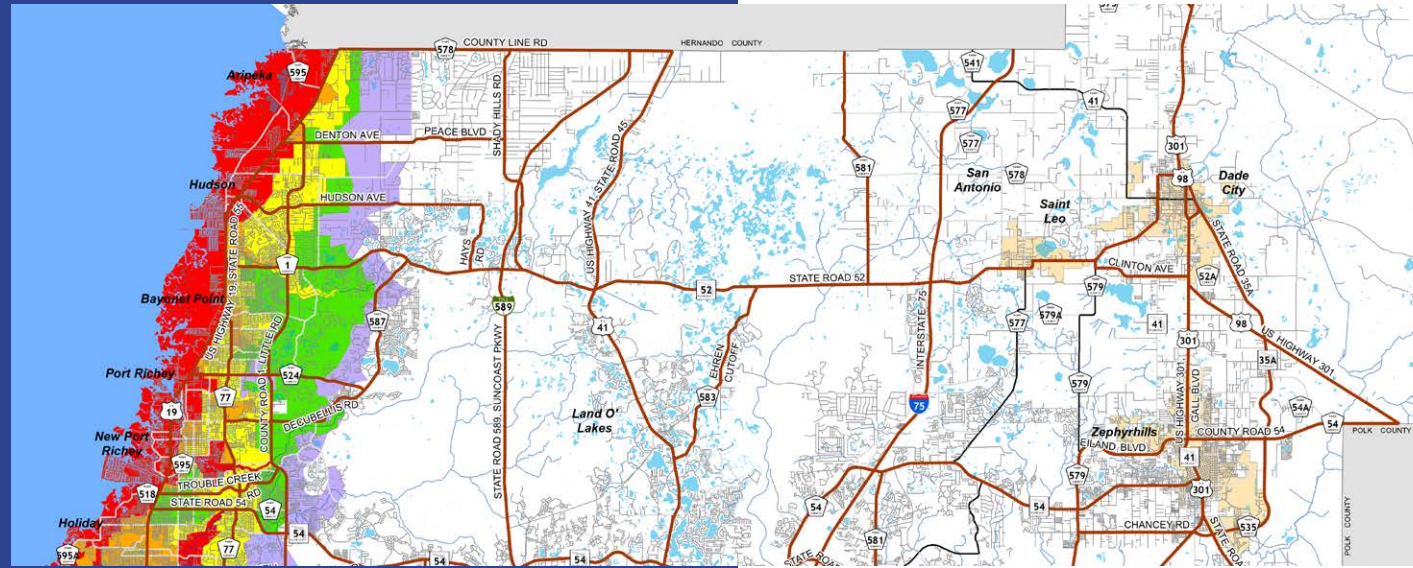 COUNTY LINE RD
578
HERNANDO COUNTY
Aripeka
595
541
577
41
DENTON AVE
PEACE BLVD
SHADY HILLS RD
US HIGHWAY 41, STATE ROAD 45
577
301
581
San
Antonio
578
98
Dade
City
Hudson
HUDSON AVE
Saint
Leo
US HIGHWAY 19, STATE ROAD 55
HAYS
RD
1
STATE ROAD 52
52
CLINTON AVE
52A
STATE ROAD 35A
579
Bayonet Point
589
587
41
577
579A
41
98
US HIGHWAY 301
301
INTERSTATE 75
COUNTY ROAD 1, LITTLE RD
EHREN
CUTOFF
35A
Port Richey
524
579
77
583
75
19
DECUBELLIS RD
Land O'
Lakes
STATE ROAD 589, SUNCOAST PKWY
US HIGHWAY 301
GALL BLVD
54A
54
New Port
Richey
Zephyrhills
COUNTY ROAD 54
POLK COUNTY
EILAND BLVD
595
41
TROUBLE CREEK
RD
579
518
STATE ROAD 54
301
54
54
54
Holiday
54
CHANCEY RD
535
POLK COUNTY
595A
77
581
54
54
STATE ROAD
STATE ROA